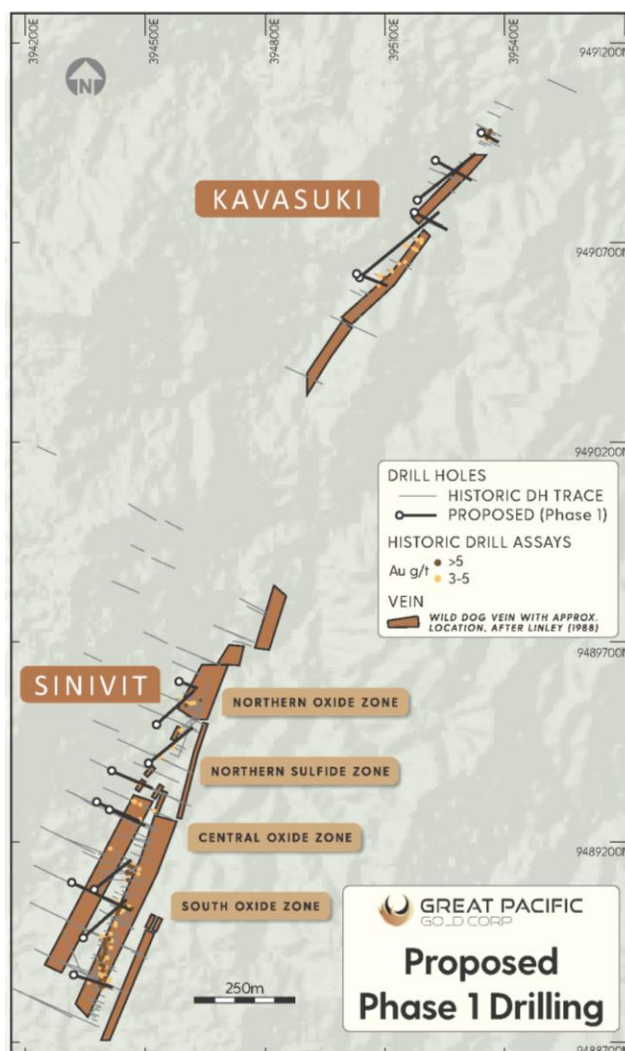 394200E
394500E
394800E
395100E
395400E
9491200N
N
KAVASUKI
9490700N
9490200N
DRILL HOLES
HISTORIC DH TRACE
PROPOSED (Phase 1)
HISTORIC DRILL ASSAYS
Au g/t
>5
3-5
VEIN
WILD DOG VEIN WITH APPROX.
LOCATION, AFTER LINLEY (1988)
9489700N
SINIVIT
NORTHERN OXIDE ZONE
NORTHERN SULFIDE ZONE
CENTRAL OXIDE ZONE
9489200N
SOUTH OXIDE ZONE
GREAT PACIFIC
GOLD CORP
Proposed
Phase 1 Drilling
250m
9488700N